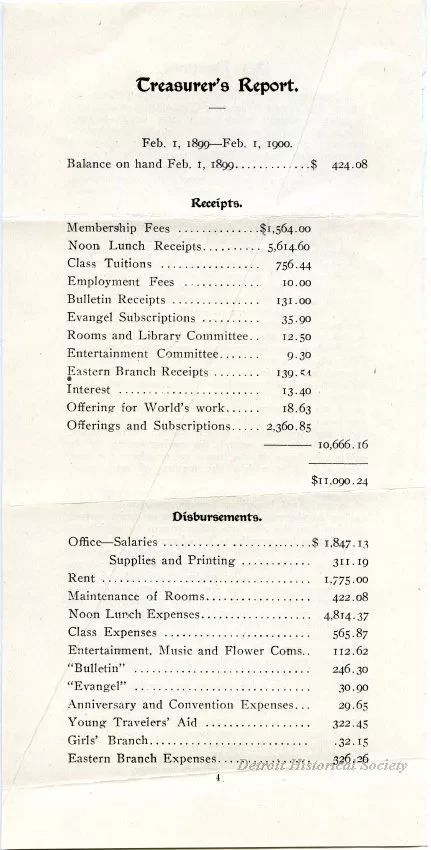 Treasurer's Report.
Feb. 1, 1899—Feb. 1, 1900.
Balance on hand Feb. 1, 1899.............$ 424.08
Receipts.
Membership Fees ..............$1,564.00
Noon Lunch Receipts.......... 5,614.60
Class Tuitions ................. 756.44
Employment Fees ............. 10.00
Bulletin Receipts ............... 131.00
Evangel Subscriptions .......... 35.90
Rooms and Library Committee.. 12.50
Entertainment Committee....... 9.30
Eastern Branch Receipts ........ 139.54
Interest ........................ 13.40
Offering for World's work...... 18.63
Offerings and Subscriptions..... 2,360.85
10,666.16
$11,090.24
Disbursements.
Office—Salaries .......... ..............$ 1,847.13
Supplies and Printing ............ 311.19
Rent ................................... 1,775.00
Maintenance of Rooms.................. 422.08
Noon Lunch Expenses................... 4,814.37
Class Expenses ......................... 565.87
Entertainment, Music and Flower Coms.. 112.62
"Bulletin" .............................. 246.30
"Evangel" .. .......................... 30.90
Anniversary and Convention Expenses... 29.65
Young Travelers' Aid .................. 322.45
Girls' Branch........................... .32.15
Eastern Branch Expenses................ 326.26
Detroit Historical Society
4